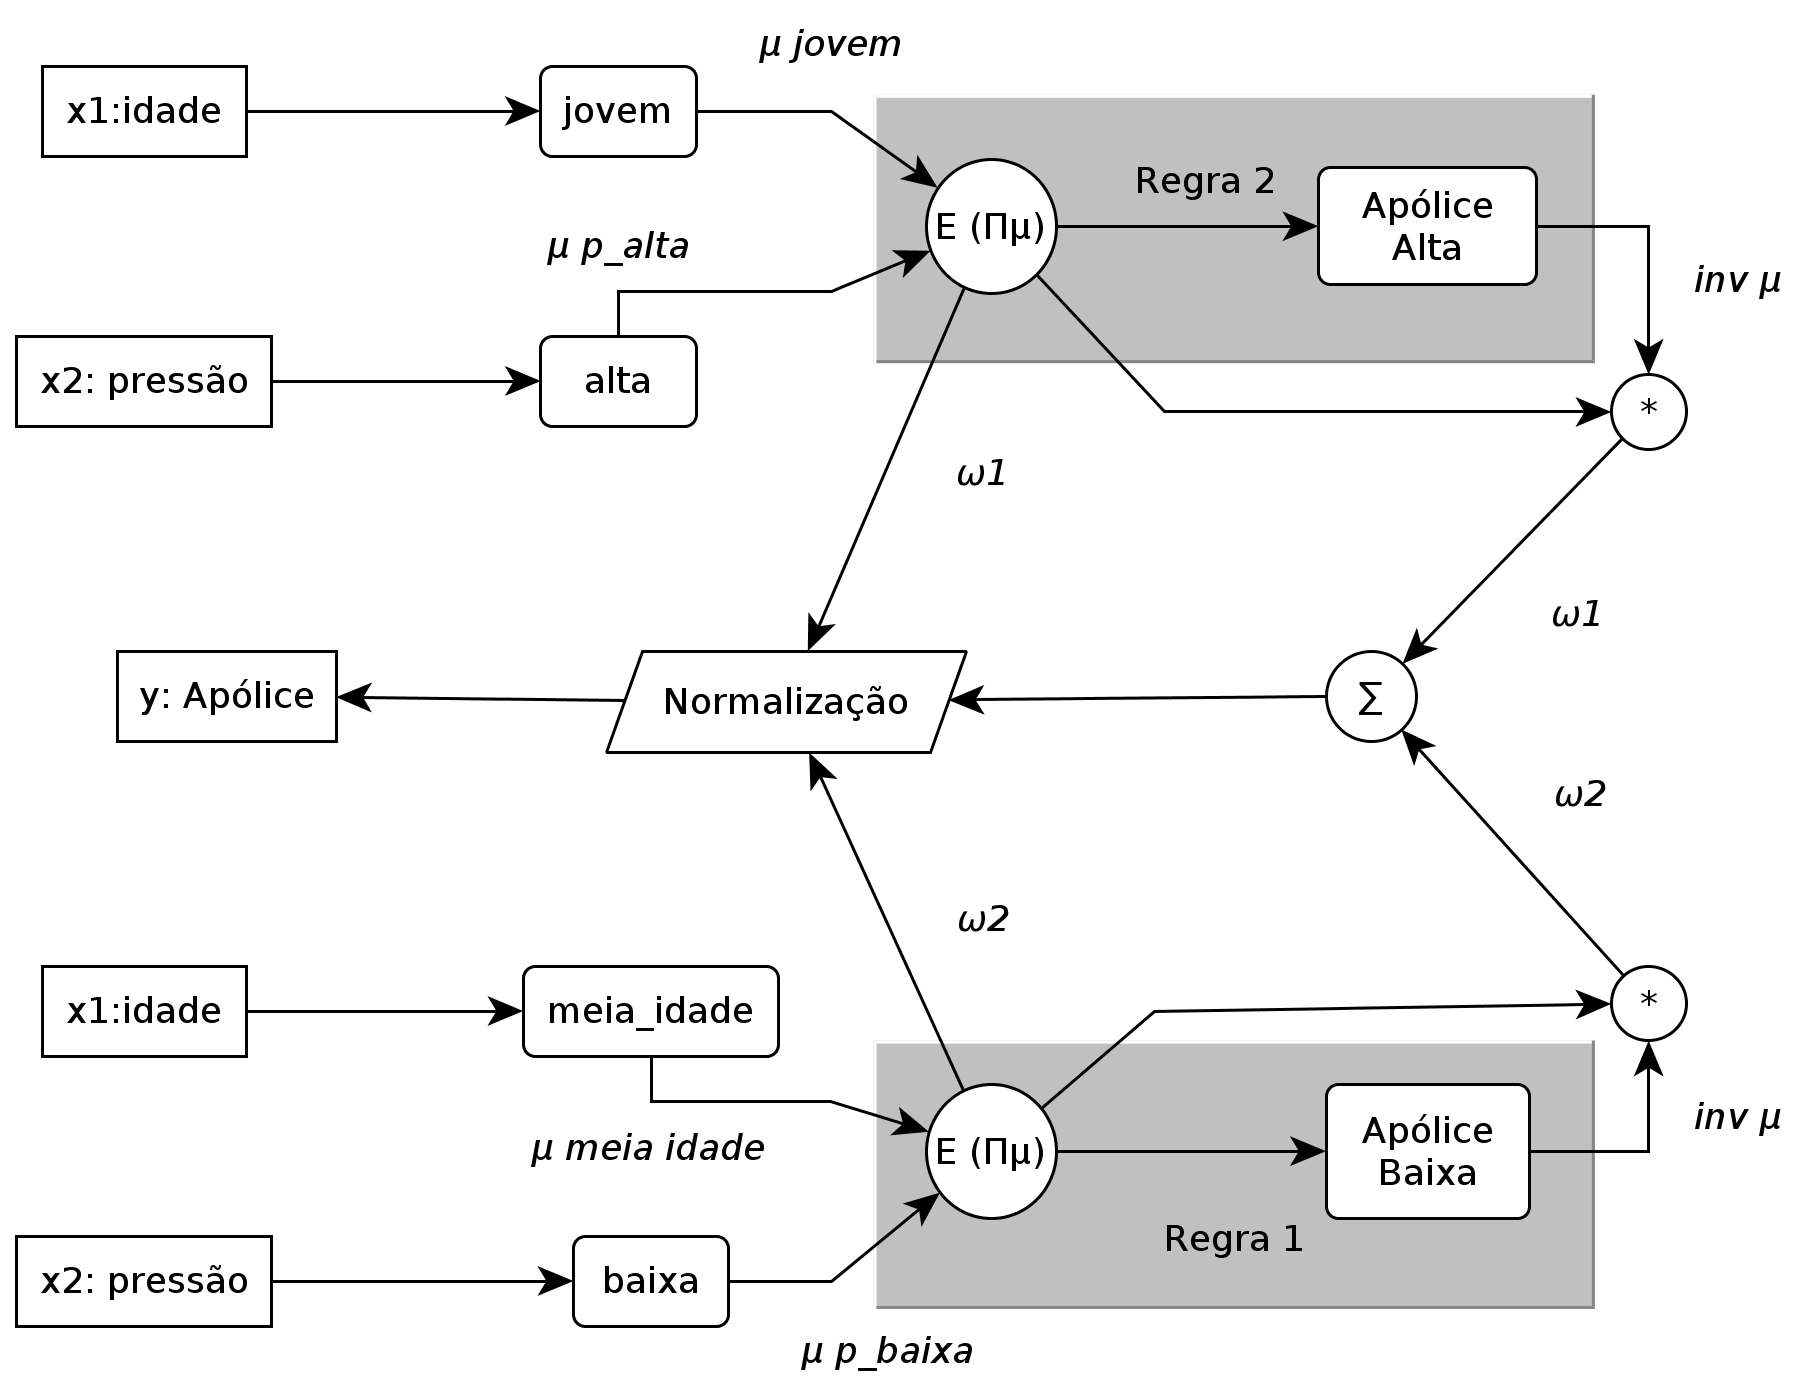 μ jovem
x1:idade
jovem
Regra 2
Apólice
Alta
E (Πμ)
μ p_alta
inv μ
x2: pressão
alta
*
ω1
ω1
y: Apólice
Normalização
∑
ω2
ω2
x1:idade
meia_idade
*
μ meia idade
E (Πμ)
Apólice
Baixa
inv μ
Regra 1
x2: pressão
baixa
μ p_baixa